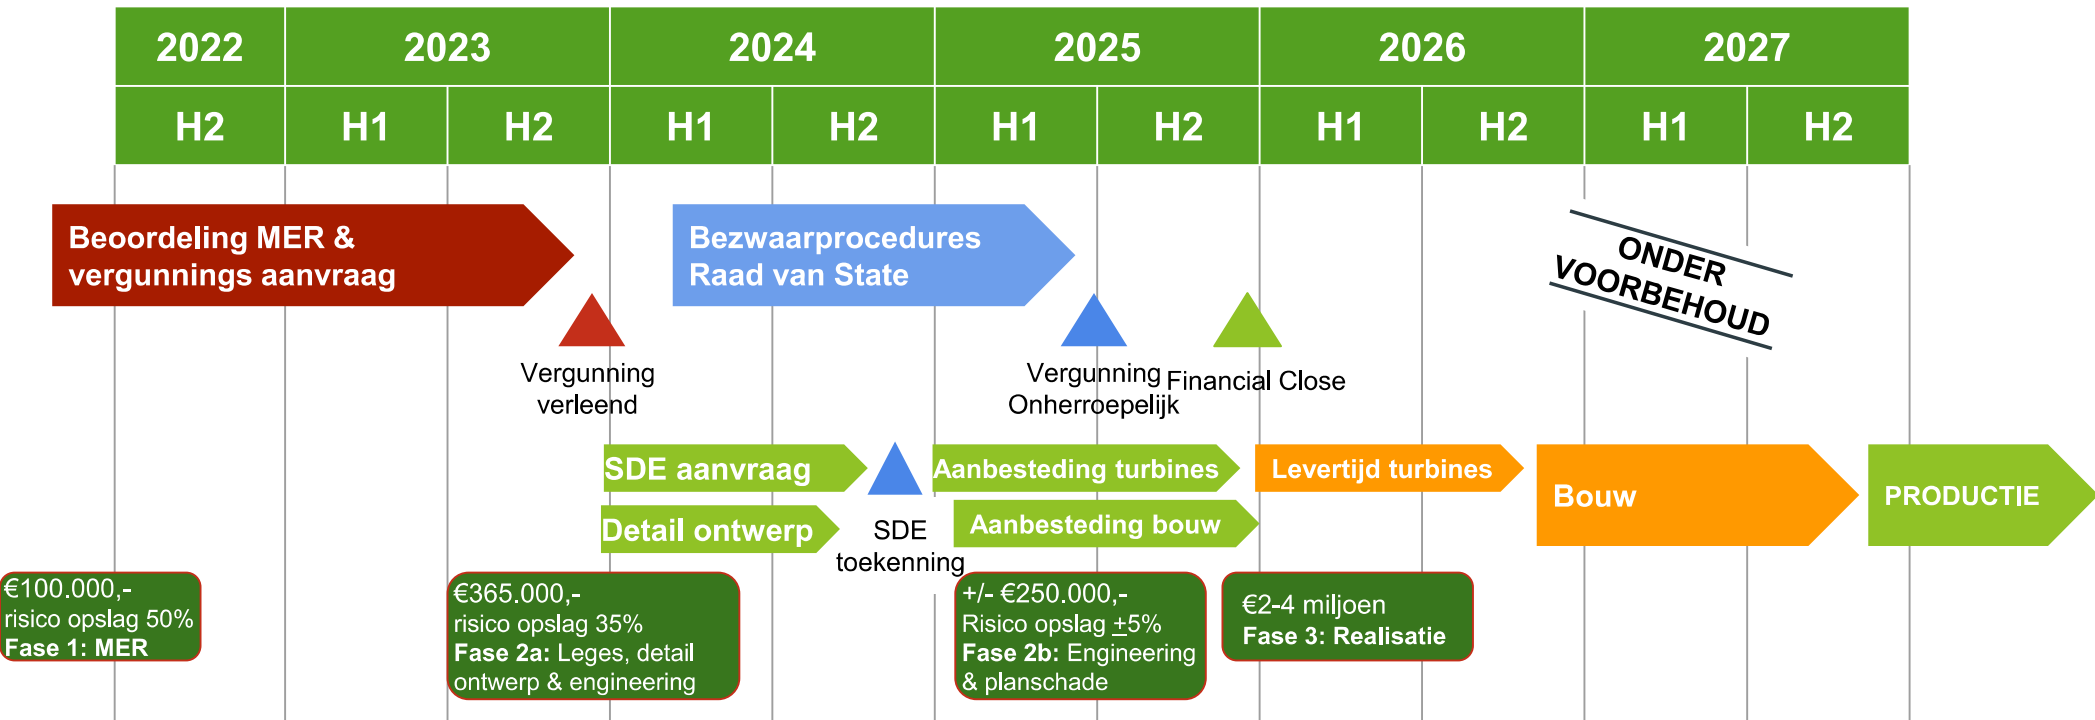 2022 2023 2024 2025 2026 2027
H2 H1 H2 H1 H2 H1 H2 H1 H2 H1 H2
Beoordeling MER &
vergunnings aanvraag
Bezwaarprocedures
Raad van State
ONDER
VOORBEHOUD
Vergunning
verleend
Vergunning
Onherroepelijk
Financial Close
SDE aanvraag
Detail ontwerp
SDE
toekenning
Aanbesteding turbines
Aanbesteding bouw
Levertijd turbines
Bouw
PRODUCTIE
€100.000,-
risico opslag 50%
Fase 1: MER
€365.000,-
risico opslag 35%
Fase 2a: Leges, detail
ontwerp & engineering
+/- €250.000,-
Risico opslag ±5%
Fase 2b: Engineering
& planschade
€2-4 miljoen
Fase 3: Realisatie